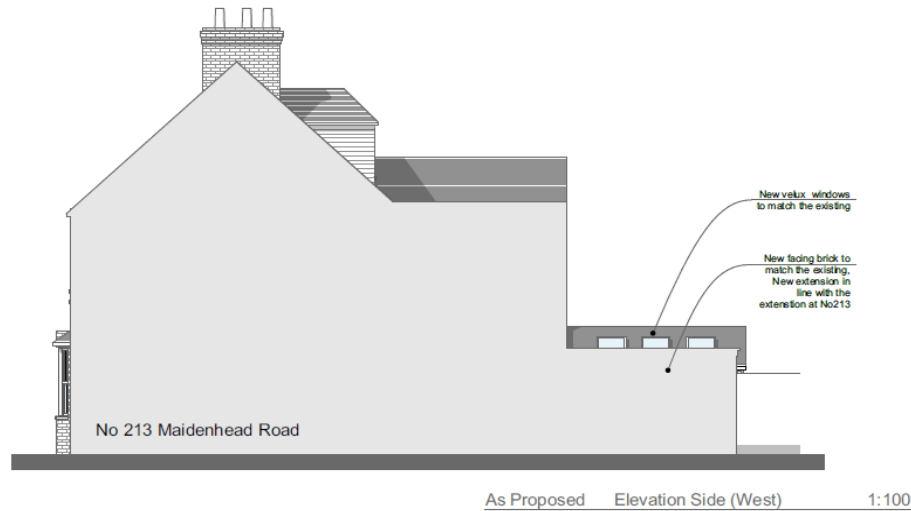 New velux windows
to match the existing
New facing brick to
match the existing,
New extension in
line with the
extenstion at No213
No 213 Maidenhead Road
As Proposed Elevation Side (West) 1:100